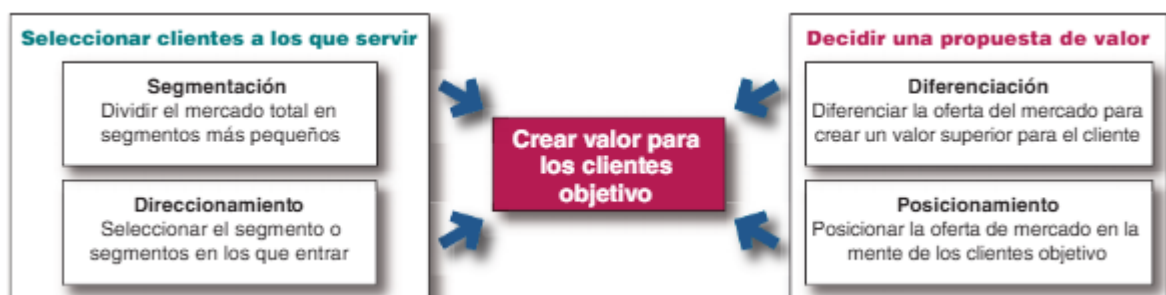 Seleccionar clientes a los que servir
Segmentación
Dividir el mercado total en
segmentos más pequeños
Direccionamiento
Seleccionar el segmento o
segmentos en los que entrar
Crear valor para
los clientes
objetivo
Decidir una propuesta de valor
Diferenciación
Diferenciar la oferta del mercado para
crear un valor superior para el cliente
Posicionamiento
Posicionar la oferta de mercado en la
mente de los clientes objetivo